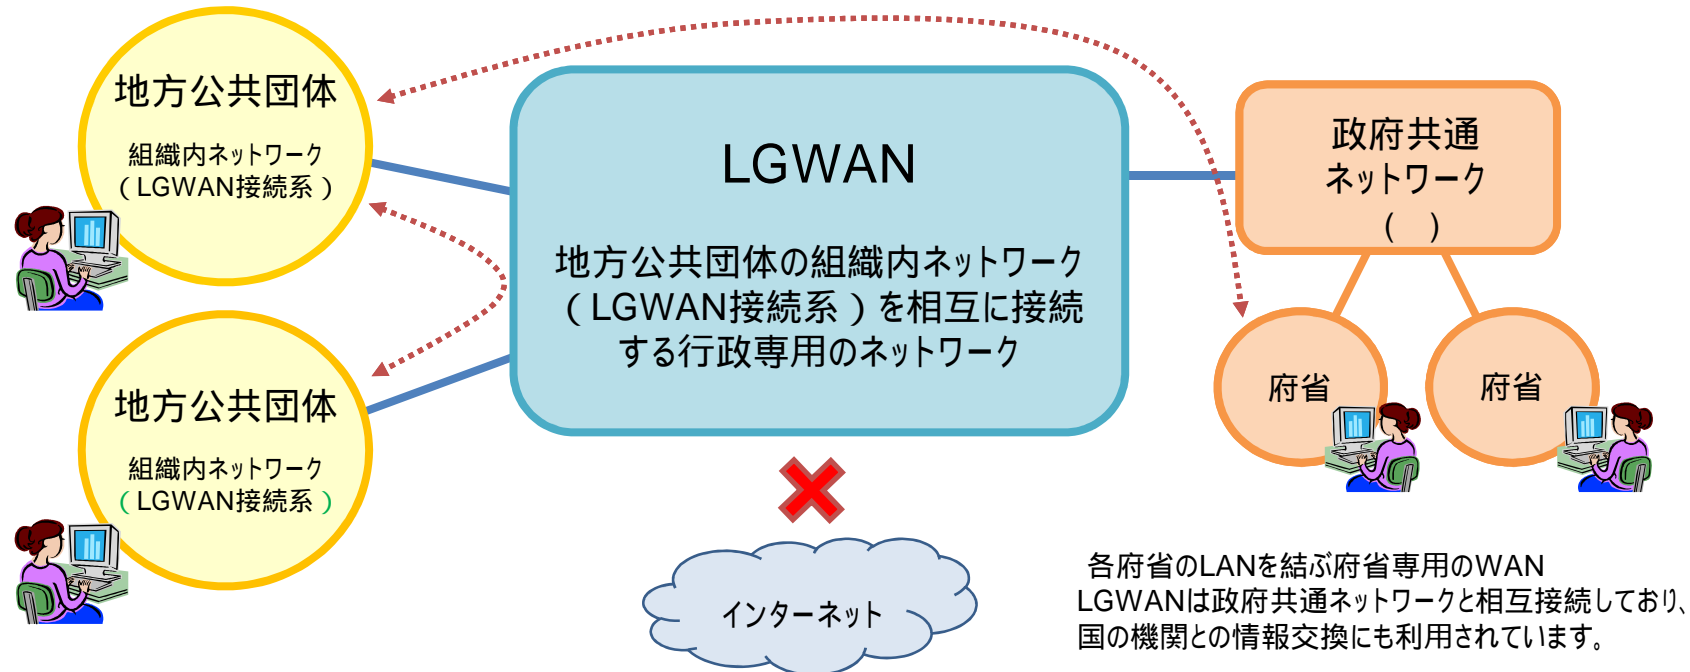 地方公共団体
組織内ネットワーク
（LGWAN接続系）
地方公共団体
組織内ネットワーク
（LGWAN接続系）
LGWAN
地方公共団体の組織内ネットワーク
（LGWAN接続系）を相互に接続
する行政専用のネットワーク
インターネット
政府共通
ネットワーク
(　)
府省
府省
各府省のLANを結ぶ府省専用のWAN
LGWANは政府共通ネットワークと相互接続しており、
国の機関との情報交換にも利用されています。